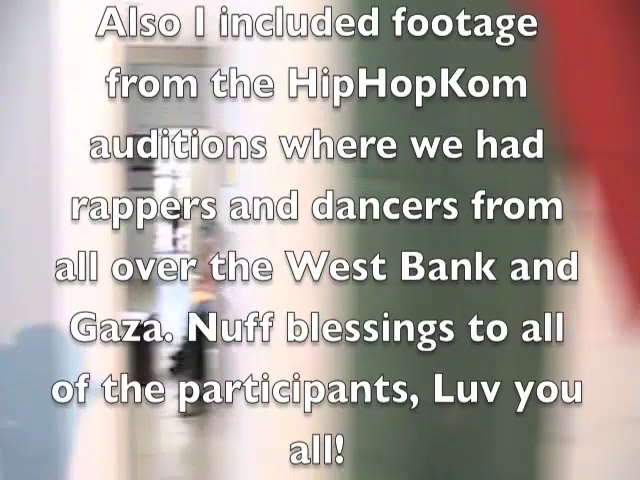 Also I included footage
from the HipHopKom
auditions where we had
rappers and dancers from
all over the West Bank and
Gaza. Nuff blessings to all
of the participants, Luv you
all!